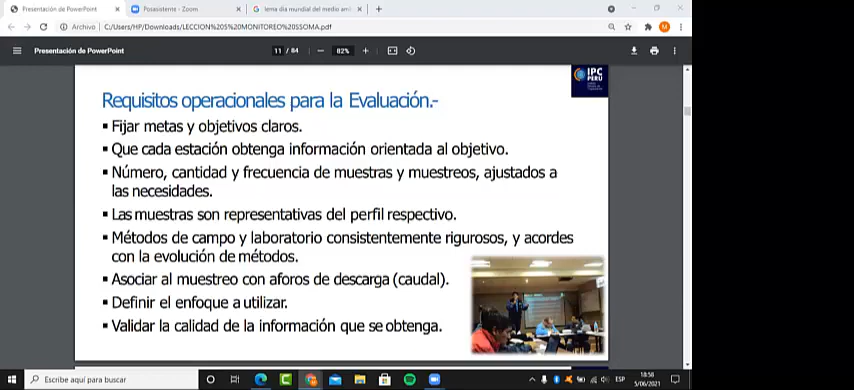 Presentación de PowerPoint
Posasistems - Zoom
Archivo
C:/Users/HP/Downloads/LECCION%205%20MONITOREO%20SSOMA.pdf
M
Presentación de PowerPoint
11 / 84
82%
IPC
PERÚ
Requisitos operacionales para la Evaluación.-
▪ Fijar metas y objetivos claros.
▪ Que cada estación obtenga información orientada al objetivo.
▪ Número, cantidad y frecuencia de muestras y muestreos, ajustados a
las necesidades.
▪ Las muestras son representativas del perfil respectivo.
▪ Métodos de campo y laboratorio consistentemente rigurosos, y acordes
con la evolución de métodos.
▪ Asociar al muestreo con aforos de descarga (caudal).
▪ Definir el enfoque a utilizar.
▪ Validar la calidad de la información que se obtenga.
Escribe aquí para buscar
ESP
18:56
5/06/2021